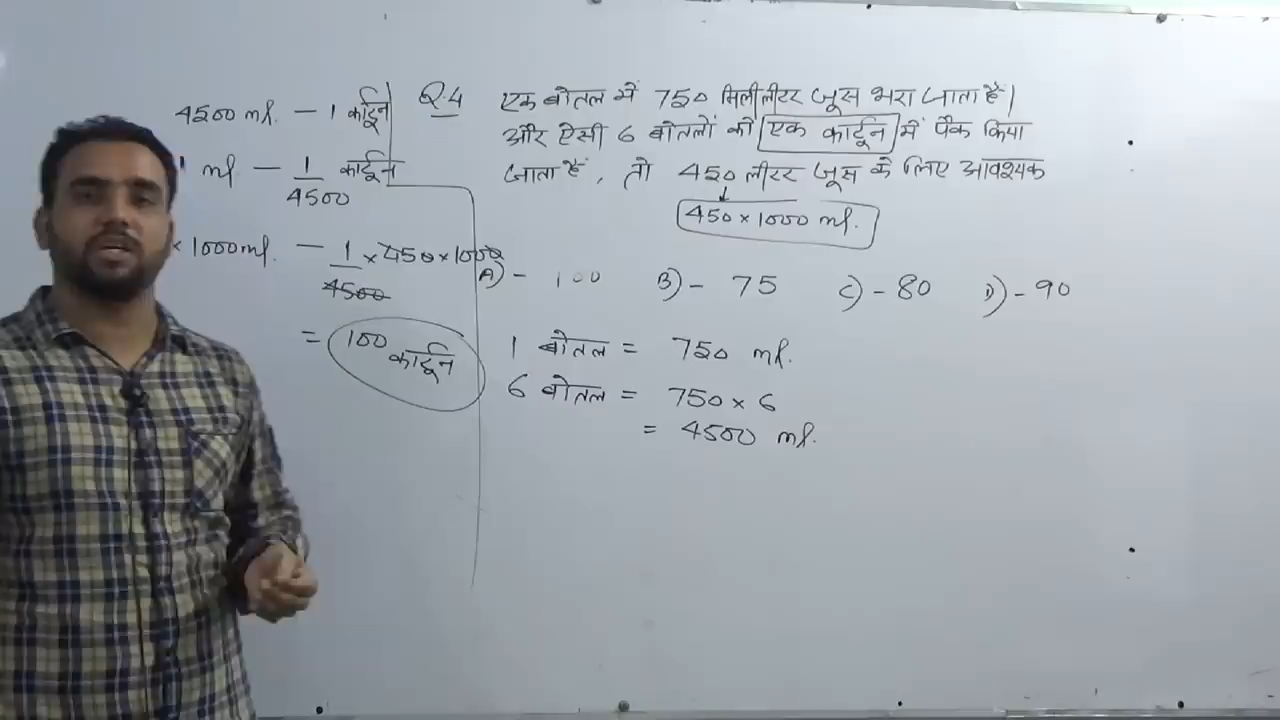 Q.4 एक बोतल में 750 मिलीलीटर जूस भरा जाता है।
और ऐसी 6 बोतलों को एक कार्टून में पैक किया
जाता है, तो 450 लीटर जूस के लिए आवश्यक
450 × 1000 ml.
A) - 100 B) - 75 C) - 80 D) - 90
1 बोतल = 750 ml.
6 बोतल = 750 × 6
= 4500 ml.
4500 ml. — 1 कार्टून
ml — 1/4500 कार्टून
× 1000 ml. — 1/4500 × 450 × 1000
= 100 कार्टून